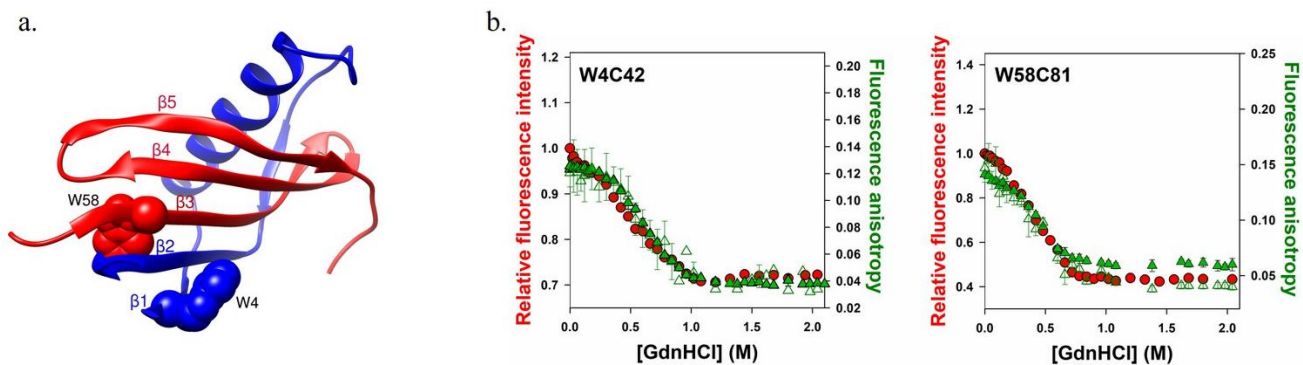 a.
β5
β4
W58
β3
β2
β1
W4
b.
Relative fluorescence intensity
1.2
1.1
1.0
0.9
0.8
0.7
W4C42
0.20
0.18
0.16
0.14
0.12
0.10
0.08
0.06
0.04
0.02
Fluorescence anisotropy
0.0 0.5 1.0 1.5 2.0
[GdnHCl] (M)
Relative fluorescence intensity
1.4
1.2
1.0
0.8
0.6
0.4
W58C81
0.25
0.20
0.15
0.10
0.05
Fluorescence anisotropy
0.0 0.5 1.0 1.5 2.0
[GdnHCl] (M)